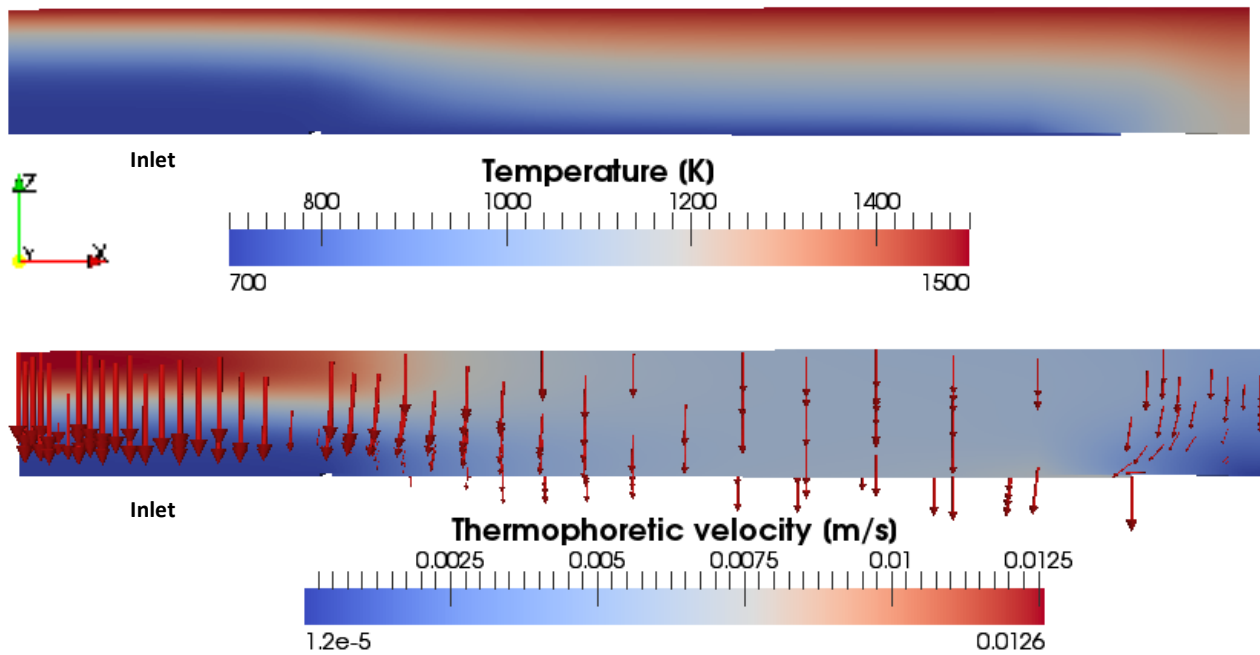 Inlet
Z
Y
X
Temperature (K)
800 1000 1200 1400
700 1500
Inlet
Thermophoretic velocity (m/s)
0.0025 0.005 0.0075 0.01 0.0125
1.2e-5 0.0126